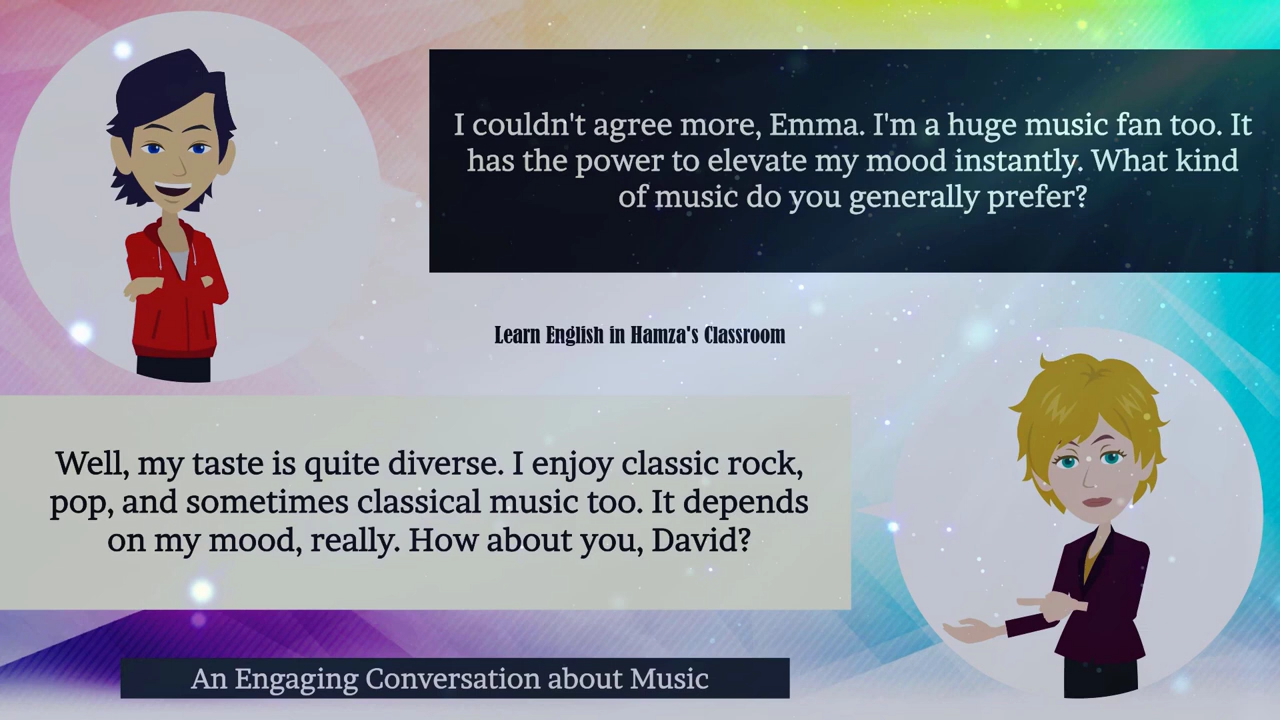 I couldn't agree more, Emma. I'm a huge music fan too. It
has the power to elevate my mood instantly. What kind
of music do you generally prefer?
Learn English in Hamza's Classroom
Well, my taste is quite diverse. I enjoy classic rock,
pop, and sometimes classical music too. It depends
on my mood, really. How about you, David?
An Engaging Conversation about Music